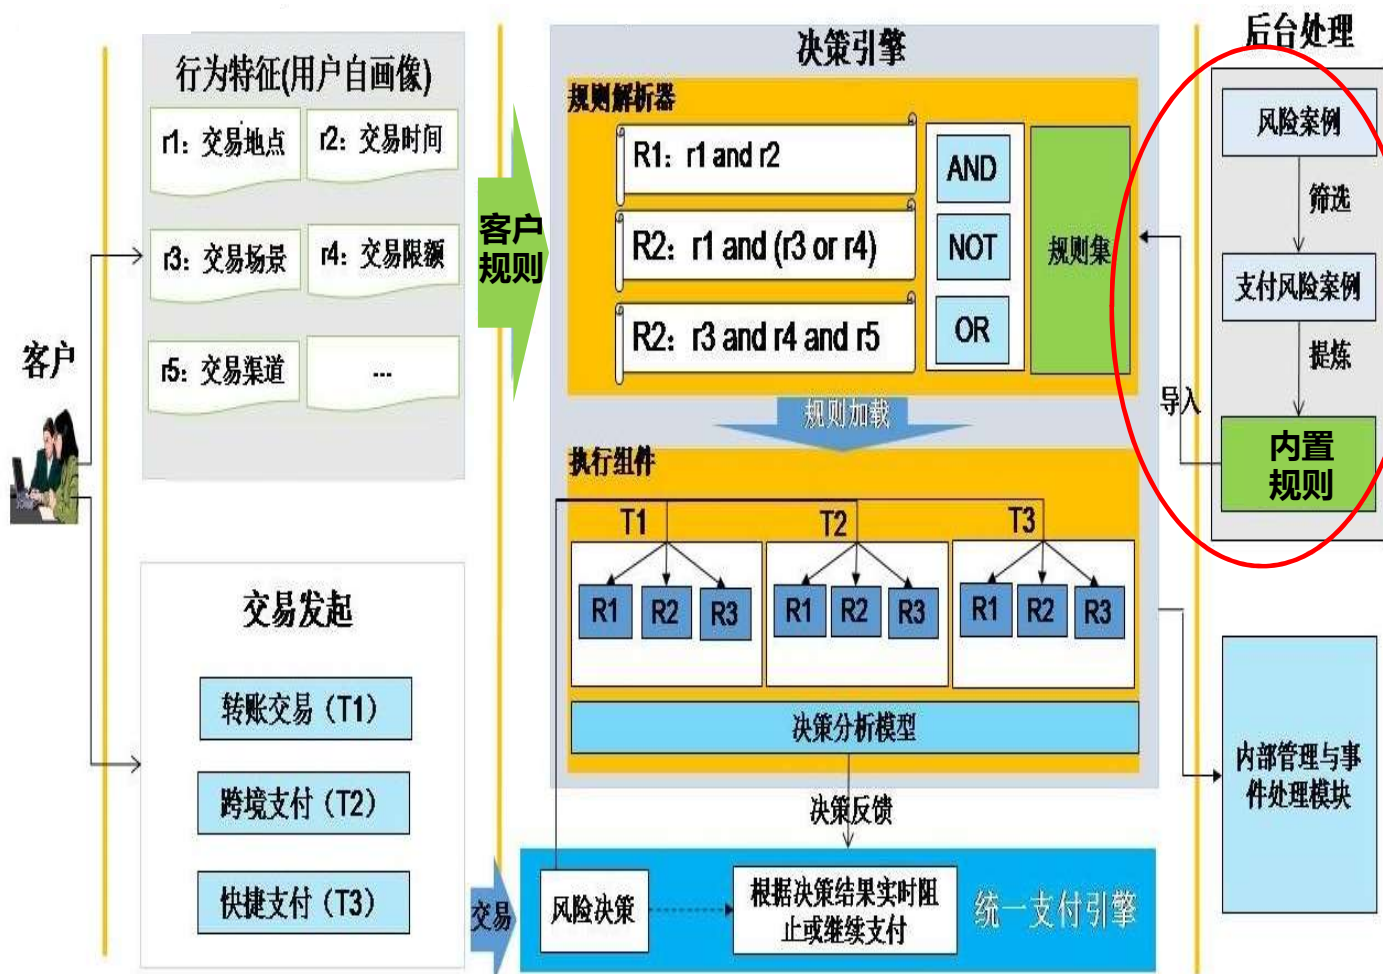 客户
行为特征(用户自画像)
r1：交易地点
r2：交易时间
r3：交易场景
r4：交易限额
r5：交易渠道
...
客户
规则
交易发起
转账交易（T1）
跨境支付（T2）
快捷支付（T3）
交易
决策引擎
规则解析器
R1：r1 and r2
R2：r1 and (r3 or r4)
R2：r3 and r4 and r5
AND
NOT
OR
规则集
规则加载
执行组件
T1
T2
T3
R1
R2
R3
R1
R2
R3
R1
R2
R3
决策分析模型
决策反馈
风险决策
根据决策结果实时阻
止或继续支付
统一支付引擎
后台处理
风险案例
筛选
支付风险案例
提炼
导入
内置
规则
内部管理与事
件处理模块